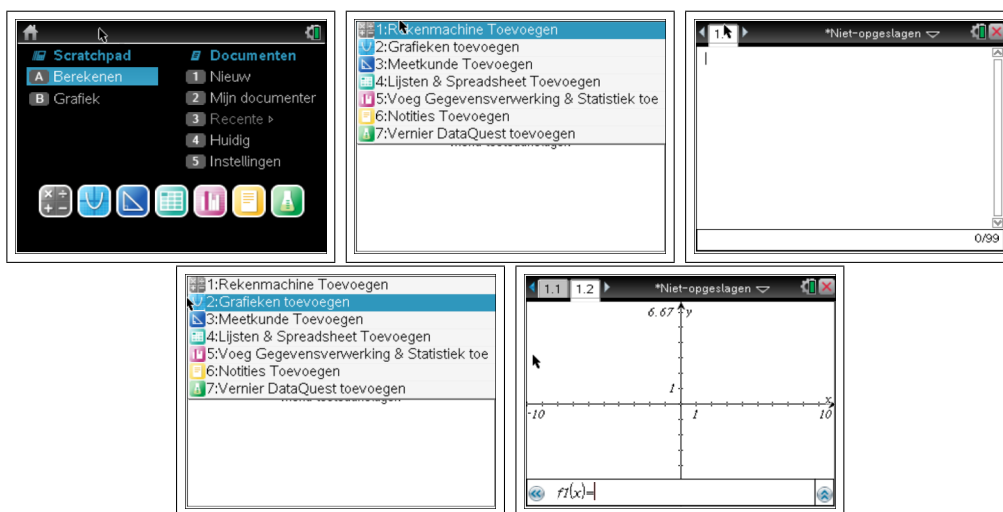 Scratchpad
A Berekenen
B Grafiek
Documenten
1 Nieuw
2 Mijn documenter
3 Recente ▹
4 Huidig
5 Instellingen
1:Rekenmachine Toevoegen
2:Grafieken toevoegen
3:Meetkunde Toevoegen
4:Lijsten & Spreadsheet Toevoegen
5:Voeg Gegevensverwerking & Statistiek toe
6:Notities Toevoegen
7:Vernier DataQuest toevoegen
*Niet-opgeslagen
0/99
1:Rekenmachine Toevoegen
2:Grafieken toevoegen
3:Meetkunde Toevoegen
4:Lijsten & Spreadsheet Toevoegen
5:Voeg Gegevensverwerking & Statistiek toe
6:Notities Toevoegen
7:Vernier DataQuest toevoegen
1.1 1.2 *Niet-opgeslagen
6.67 y
1
x
-10 1 10
f1(x)=